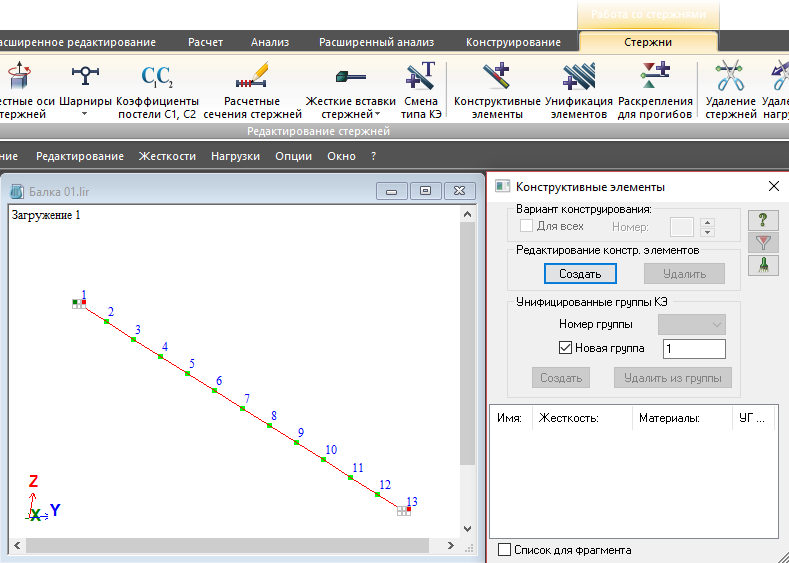 Работа со стержнями
асширенное редактирование Расчет Анализ Расширенный анализ Конструирование Стержни
естные оси стержней
Шарниры
Коэффициенты постели C1, C2
Расчетные сечения стержней
Жесткие вставки стержней
Смена типа КЭ
Конструктивные элементы
Унификация элементов
Раскрепления для прогибов
Удаление стержней
Удале нагру
Редактирование стержней
ние Редактирование Жесткости Нагрузки Опции Окно ?
Балка 01.lir
Загружение 1
1
2
3
4
5
6
7
8
9
10
11
12
13
Z
X Y
Конструктивные элементы
Вариант конструирования:
Для всех Номер:
Редактирование констр. элементов
Создать Удалить
Унифицированные группы КЭ
Номер группы
Новая группа 1
Создать Удалить из группы
Имя: Жесткость: Материалы: УГ ...
Список для фрагмента